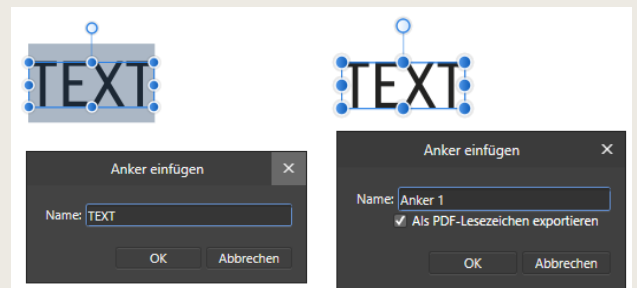 TEXT
Anker einfügen
Name: TEXT
OK Abbrechen
TEXT
Anker einfügen
Name: Anker 1
Als PDF-Lesezeichen exportieren
OK Abbrechen